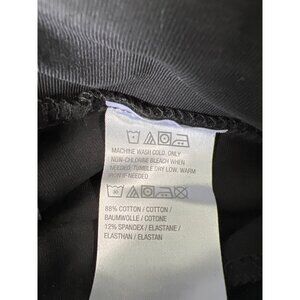 MACHINE WASH COLD. ONLY
NON-CHLORINE BLEACH WHEN
NEEDED. TUMBLE DRY LOW. WARM
IRON IF NEEDED.
88% COTTON / COTTON /
BAUMWOLLE / COTONE
12% SPANDEX / ELASTANE /
ELASTHAN / ELASTAN